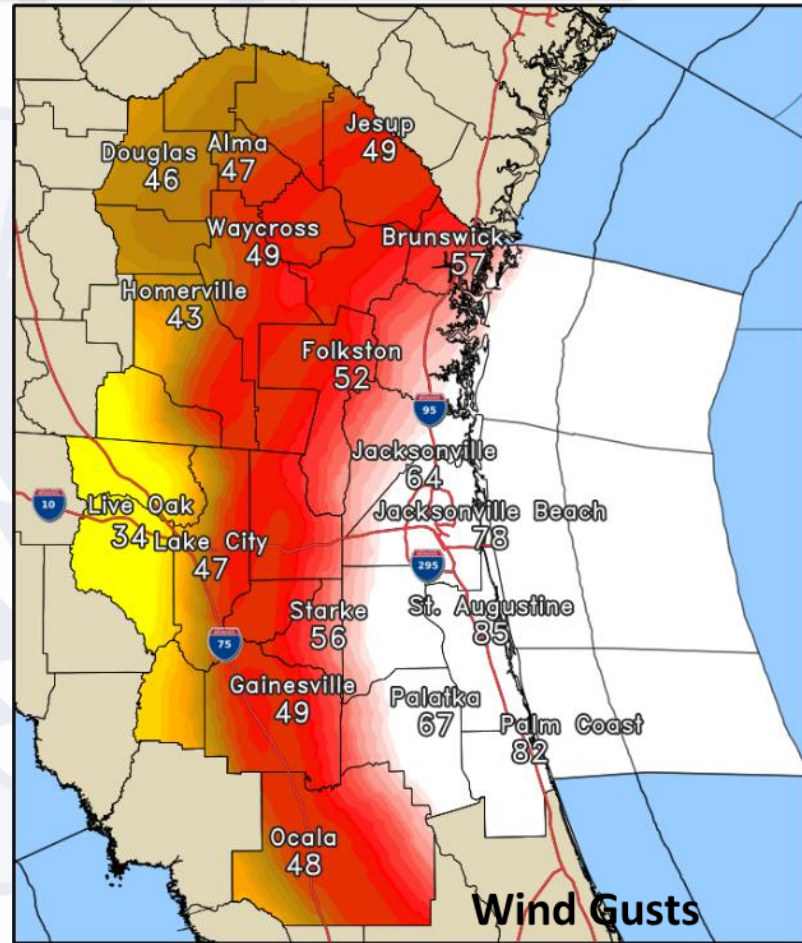 Jesup
49
Douglas
46
Alma
47
Waycross
49
Brunswick
57
Homerville
43
Folkston
52
95
Jacksonville
64
Live Oak
34
10
Jacksonville Beach
78
Lake City
47
295
Starke
56
St. Augustine
85
75
Gainesville
49
Palatka
67
Palm Coast
82
Ocala
48
Wind Gusts